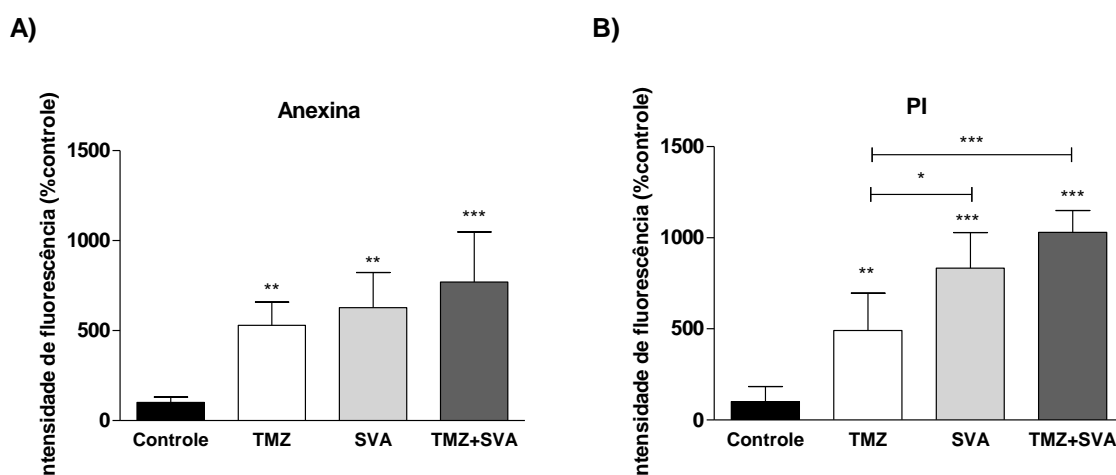 A)
Anexina
ntensidade de fluorescência (%controle)
1500
1000
500
0
**
**
***
Controle
TMZ
SVA
TMZ+SVA
B)
PI
ntensidade de fluorescência (%controle)
1500
1000
500
0
***
*
**
***
***
Controle
TMZ
SVA
TMZ+SVA